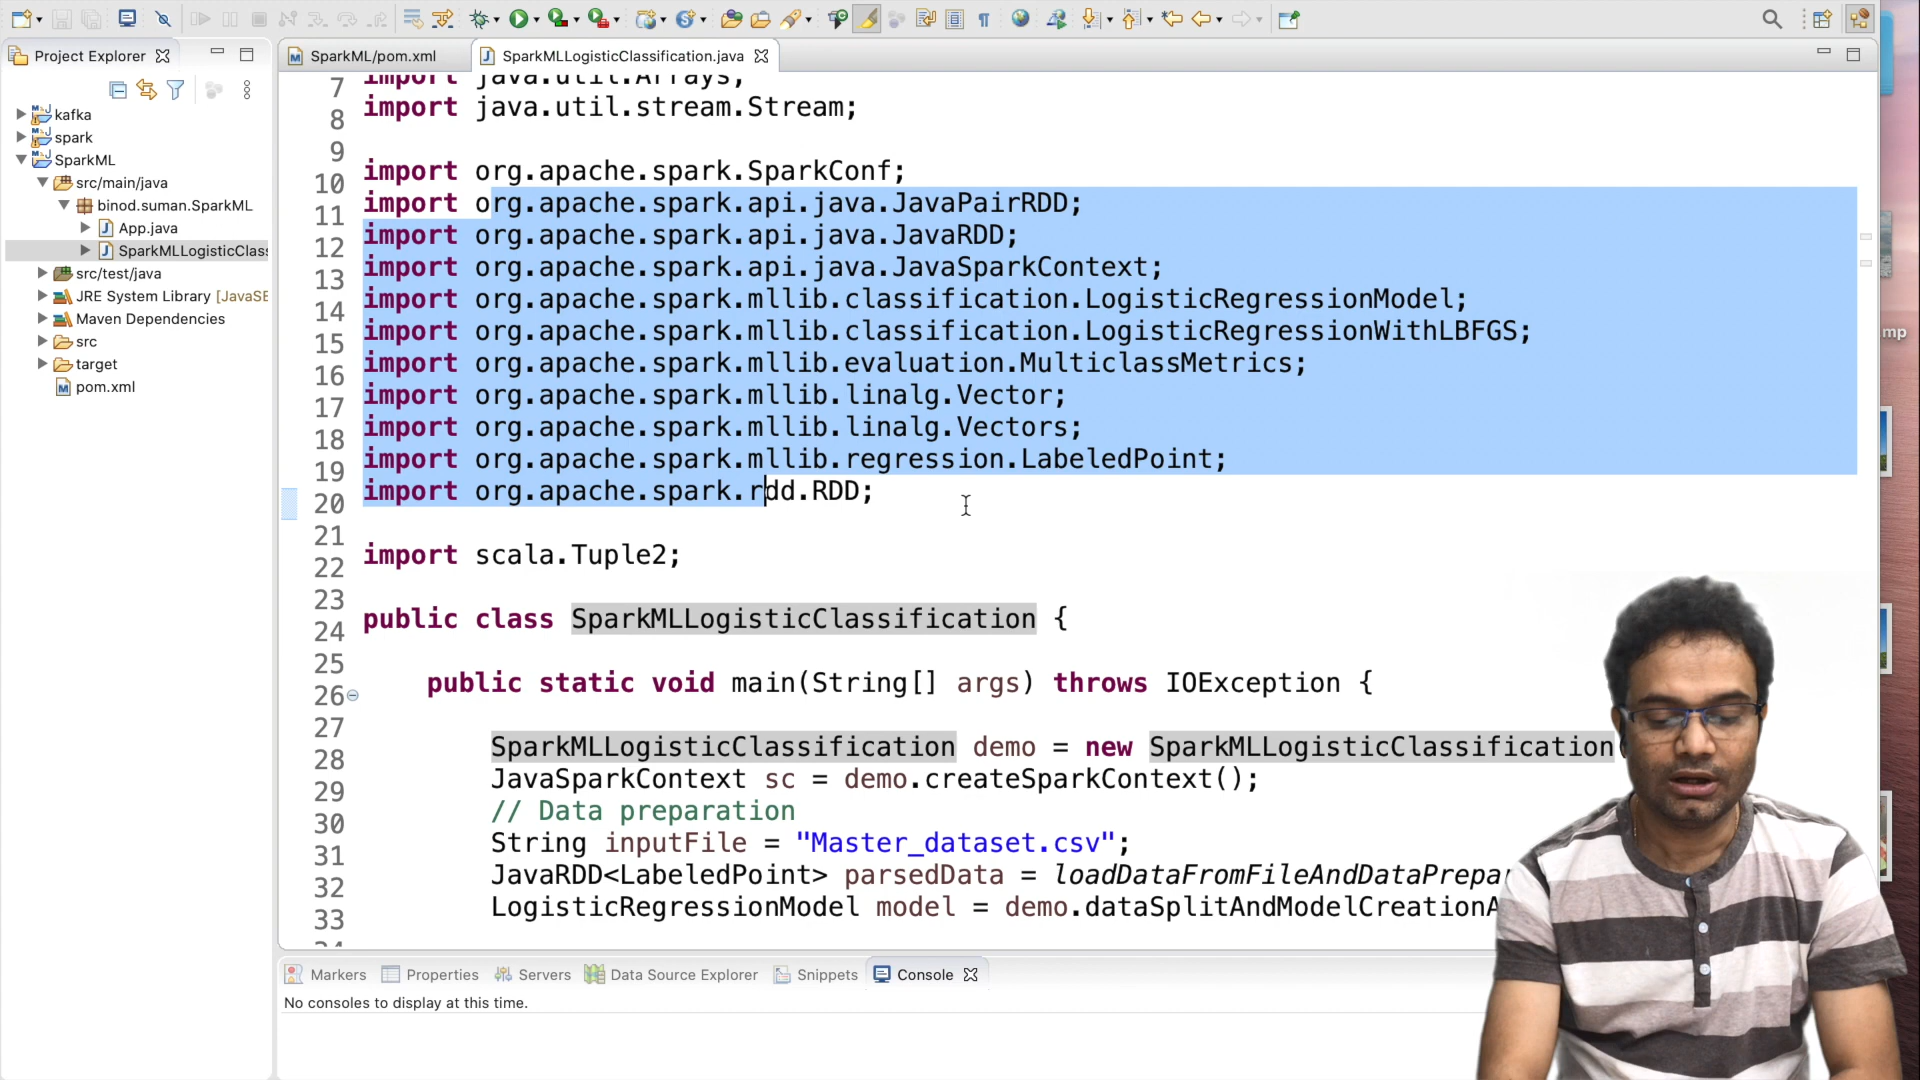 Project Explorer
SparkML/pom.xml
SparkMLLogisticClassification.java
kafka
spark
SparkML
src/main/java
binod.suman.SparkML
App.java
SparkMLLogisticClass
src/test/java
JRE System Library [JavaSE
Maven Dependencies
src
target
pom.xml
7 import java.util.Arrays;
8 import java.util.stream.Stream;
9
10 import org.apache.spark.SparkConf;
11 import org.apache.spark.api.java.JavaPairRDD;
12 import org.apache.spark.api.java.JavaRDD;
13 import org.apache.spark.api.java.JavaSparkContext;
14 import org.apache.spark.mllib.classification.LogisticRegressionModel;
15 import org.apache.spark.mllib.classification.LogisticRegressionWithLBFGS;
16 import org.apache.spark.mllib.evaluation.MulticlassMetrics;
17 import org.apache.spark.mllib.linalg.Vector;
18 import org.apache.spark.mllib.linalg.Vectors;
19 import org.apache.spark.mllib.regression.LabeledPoint;
20 import org.apache.spark.rdd.RDD;
21
22 import scala.Tuple2;
23
24 public class SparkMLLogisticClassification {
25
26 public static void main(String[] args) throws IOException {
27
28 SparkMLLogisticClassification demo = new SparkMLLogisticClassification
29 JavaSparkContext sc = demo.createSparkContext();
30 // Data preparation
31 String inputFile = "Master_dataset.csv";
32 JavaRDD<LabeledPoint> parsedData = loadDataFromFileAndDataPrepa
33 LogisticRegressionModel model = demo.dataSplitAndModelCreationA
mp
Markers
Properties
Servers
Data Source Explorer
Snippets
Console
No consoles to display at this time.